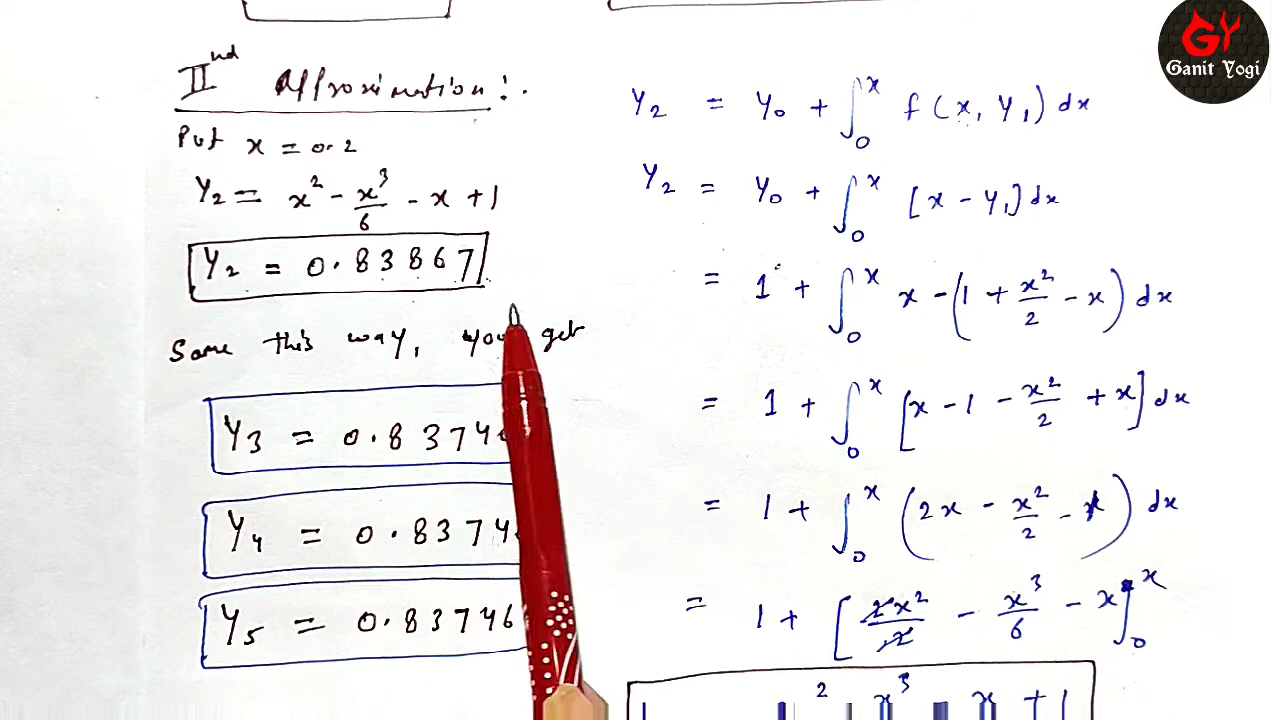 IInd Approximation :.
Put x = 0.2
Y2 = x² - x³/6 - x + 1
Y2 = 0.83867
Same this way, you get
Y3 = 0.8374
Y4 = 0.8374
Y5 = 0.83746
GY
Ganit Yogi
Y2 = Y0 + ∫₀ˣ f(x, Y1) dx
Y2 = Y0 + ∫₀ˣ [x - Y1] dx
= 1 + ∫₀ˣ x - (1 + x²/2 - x) dx
= 1 + ∫₀ˣ [x - 1 - x²/2 + x] dx
= 1 + ∫₀ˣ (2x - x²/2 - 1) dx
= 1 + [2x²/2 - x³/6 - x]₀ˣ